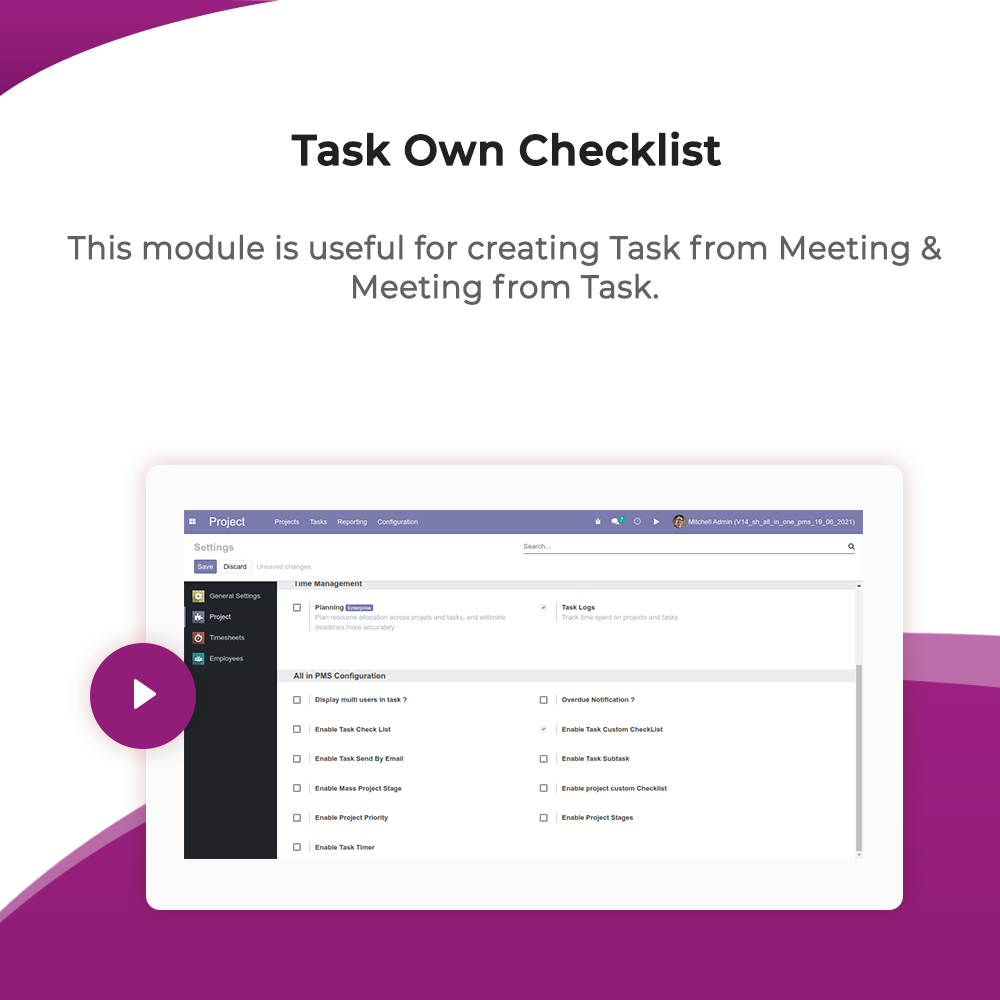 Task Own Checklist
This module is useful for creating Task from Meeting &
Meeting from Task.
Project Projects Tasks Reporting Configuration 7 Mitchell Admin (V14_sh_all_in_one_pms_19_06_2021)
Settings Search...
Save Discard Unsaved changes
General Settings
Project
Timesheets
Employees
Time Management
Planning Enterprise
Plan resource allocation across projets and tasks, and estimate
deadlines more accurately
Task Logs
Track time spent on projects and tasks
All in PMS Configuration
Display multi users in task ? Overdue Notification ?
Enable Task Check List Enable Task Custom CheckList
Enable Task Send By Email Enable Task Subtask
Enable Mass Project Stage Enable project custom Checklist
Enable Project Priority Enable Project Stages
Enable Task Timer